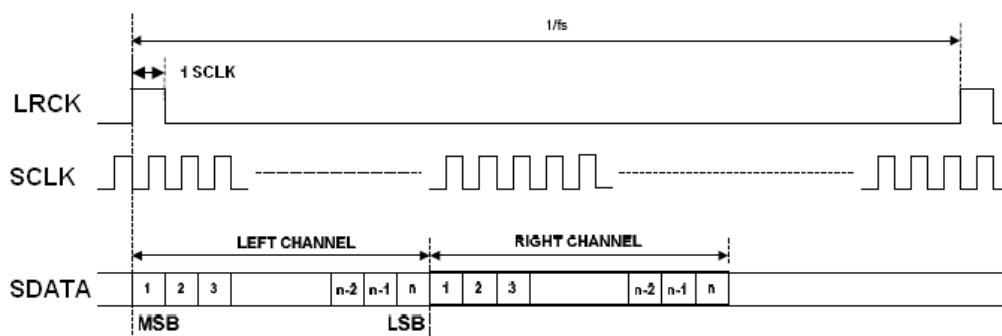 1/fs
1 SCLK
LRCK
SCLK
LEFT CHANNEL
RIGHT CHANNEL
SDATA
1 2 3 n-2 n-1 n 1 2 3 n-2 n-1 n
MSB LSB